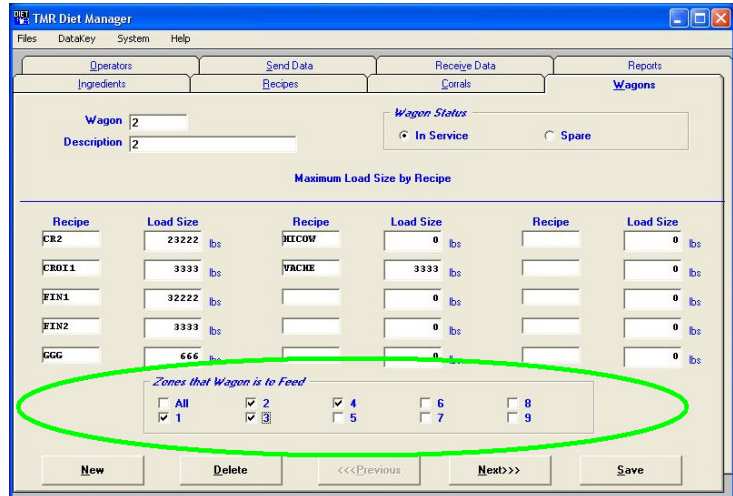 DIET TMR Diet Manager
Files DataKey System Help
Operators Send Data Receive Data Reports
Ingredients Recipes Corrals Wagons
Wagon 2
Description 2
Wagon Status
In Service Spare
Maximum Load Size by Recipe
Recipe Load Size Recipe Load Size Recipe Load Size
CR2 23222 lbs HICOW 0 lbs 0 lbs
CROI1 3333 lbs VACHE 3333 lbs 0 lbs
FIN1 32222 lbs 0 lbs 0 lbs
FIN2 3333 lbs 0 lbs 0 lbs
GGG 666 lbs 0 lbs 0 lbs
Zones that Wagon is to Feed
All 2 4 6 8
1 3 5 7 9
New Delete <<<Previous Next>>> Save